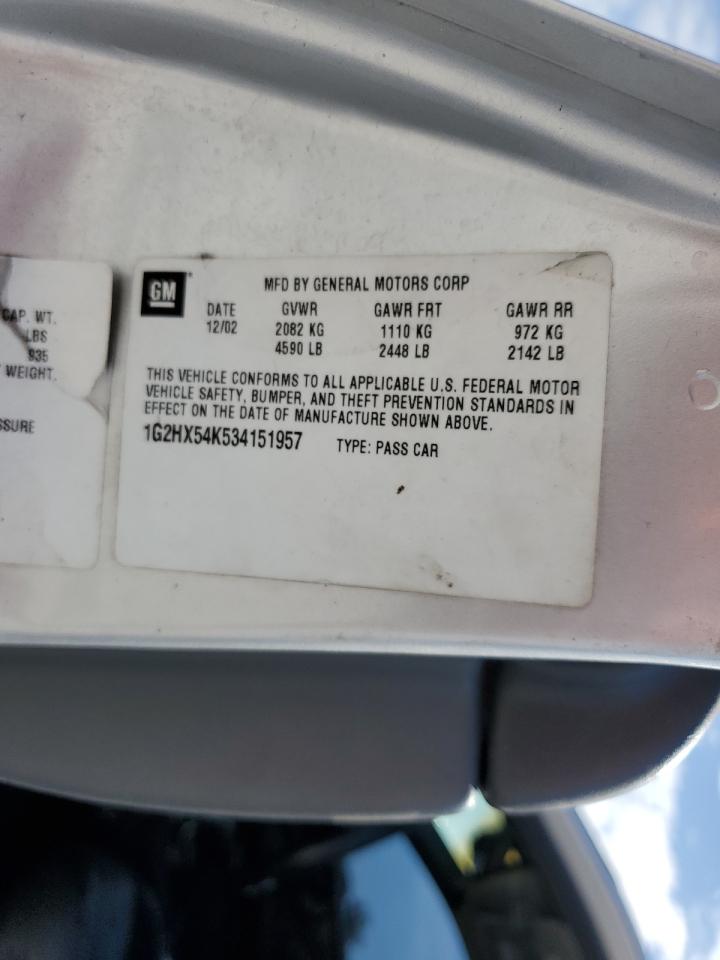 CAP. WT.
LBS
935
WEIGHT.
SSURE
GM
MFD BY GENERAL MOTORS CORP
DATE GVWR GAWR FRT GAWR RR
12/02 2082 KG 1110 KG 972 KG
4590 LB 2448 LB 2142 LB
THIS VEHICLE CONFORMS TO ALL APPLICABLE U.S. FEDERAL MOTOR
VEHICLE SAFETY, BUMPER, AND THEFT PREVENTION STANDARDS IN
EFFECT ON THE DATE OF MANUFACTURE SHOWN ABOVE.
1G2HX54K534151957 TYPE: PASS CAR